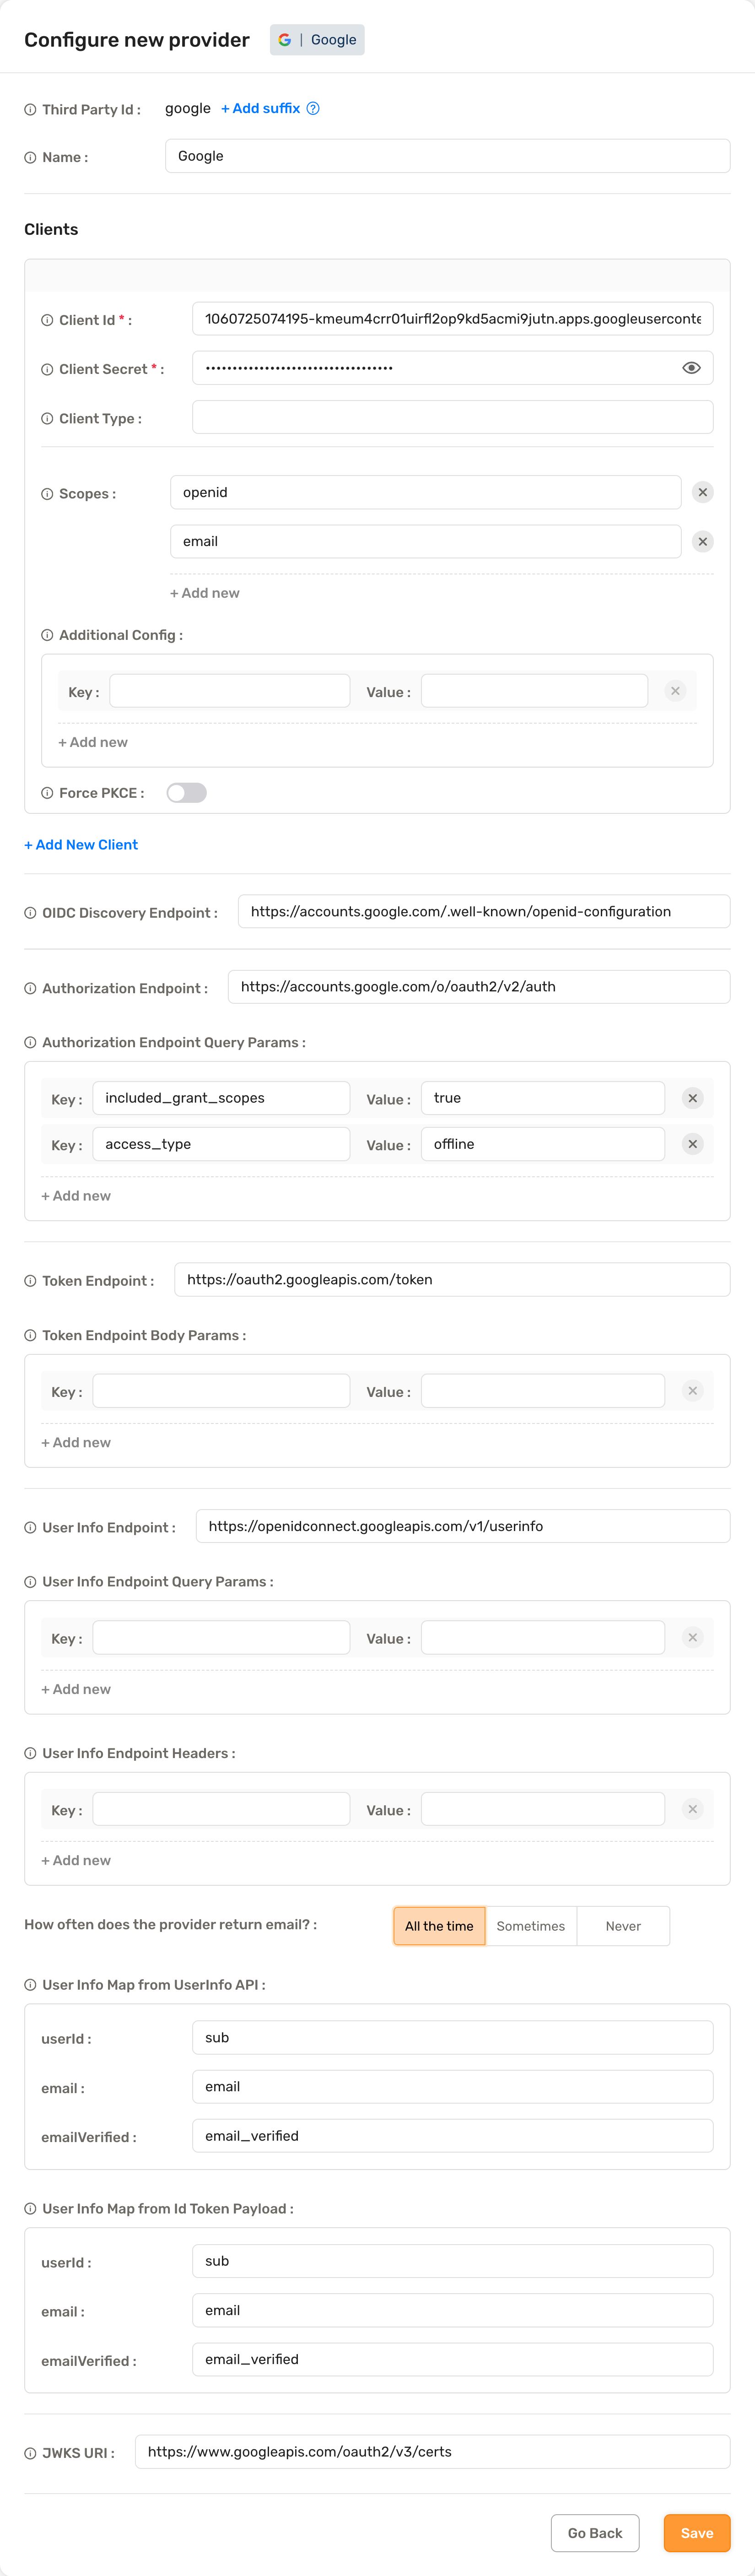 Configure new provider | Google
Third Party Id : google + Add suffix
Name : Google
Clients
Client Id * : 1060725074195-kmeum4crr01uirfl2op9kd5acmi9jutn.apps.googleuserconte
Client Secret * : •••••••••••••••••••••••••••••••••••
Client Type :
Scopes : openid
email
+ Add new
Additional Config :
Key : Value :
+ Add new
Force PKCE :
+ Add New Client
OIDC Discovery Endpoint : https://accounts.google.com/.well-known/openid-configuration
Authorization Endpoint : https://accounts.google.com/o/oauth2/v2/auth
Authorization Endpoint Query Params :
Key : included_grant_scopes Value : true
Key : access_type Value : offline
+ Add new
Token Endpoint : https://oauth2.googleapis.com/token
Token Endpoint Body Params :
Key : Value :
+ Add new
User Info Endpoint : https://openidconnect.googleapis.com/v1/userinfo
User Info Endpoint Query Params :
Key : Value :
+ Add new
User Info Endpoint Headers :
Key : Value :
+ Add new
How often does the provider return email? : All the time Sometimes Never
User Info Map from UserInfo API :
userId : sub
email : email
emailVerified : email_verified
User Info Map from Id Token Payload :
userId : sub
email : email
emailVerified : email_verified
JWKS URI : https://www.googleapis.com/oauth2/v3/certs
Go Back Save